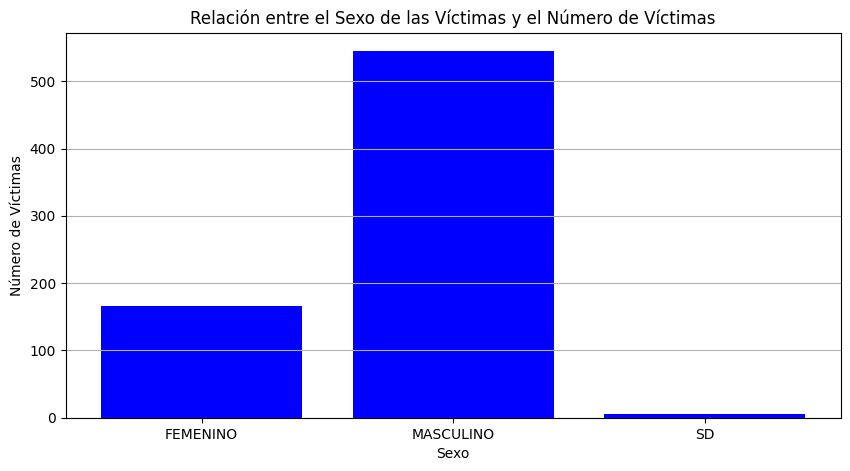 Relación entre el Sexo de las Víctimas y el Número de Víctimas
Número de Víctimas
500
400
300
200
100
0
FEMENINO MASCULINO SD
Sexo